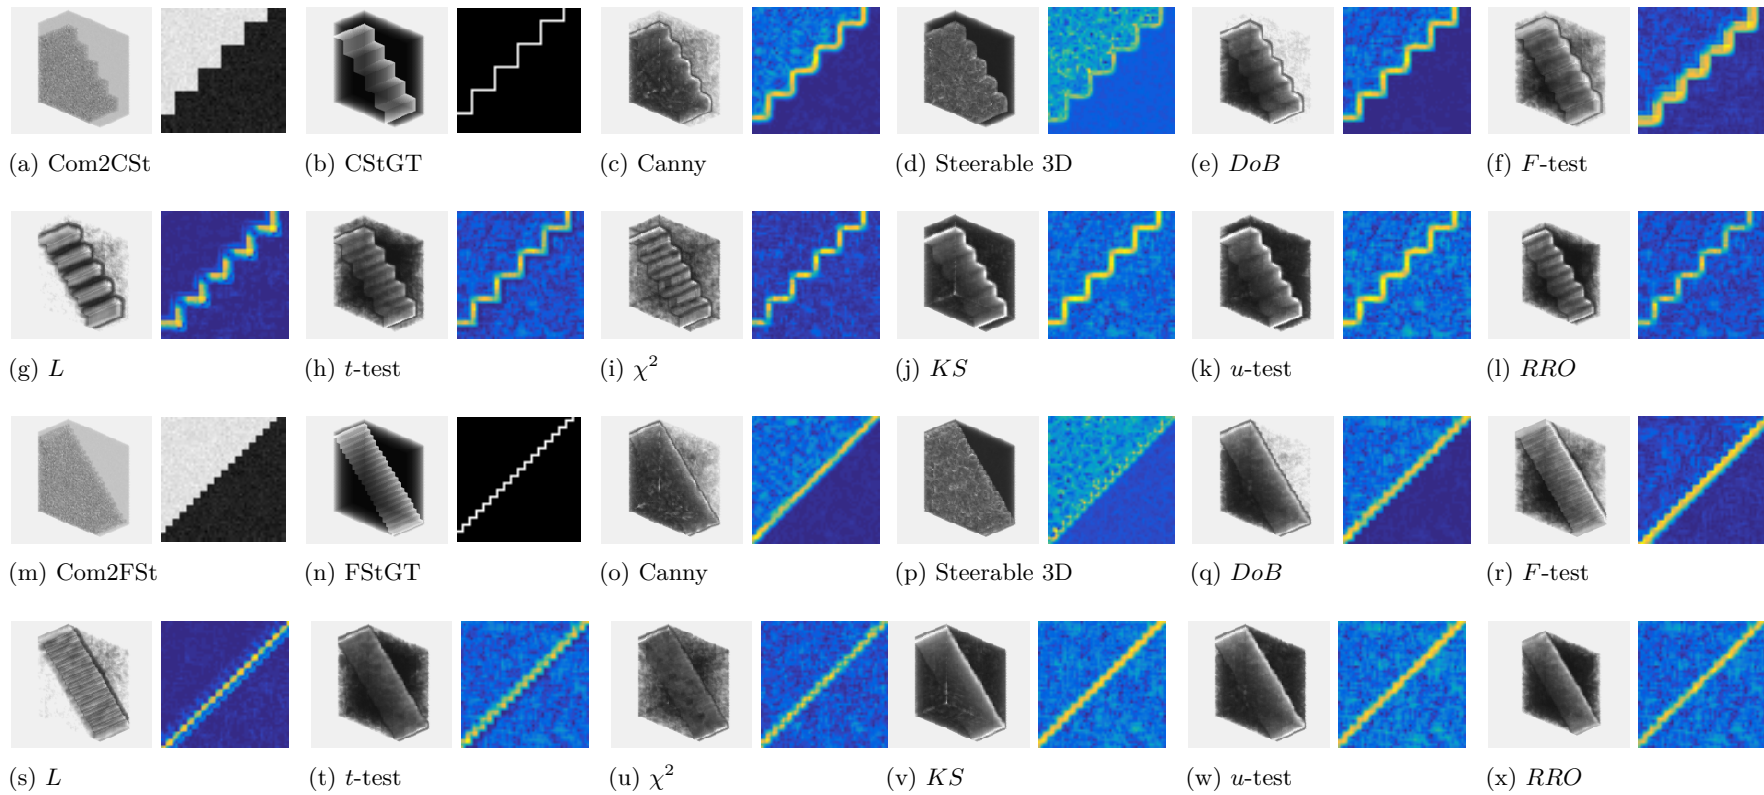 (a) Com2CSt (b) CStGT (c) Canny (d) Steerable 3D (e) DoB (f) F-test
(g) L (h) t-test (i) χ² (j) KS (k) u-test (l) RRO
(m) Com2FSt (n) FStGT (o) Canny (p) Steerable 3D (q) DoB (r) F-test
(s) L (t) t-test (u) χ² (v) KS (w) u-test (x) RRO